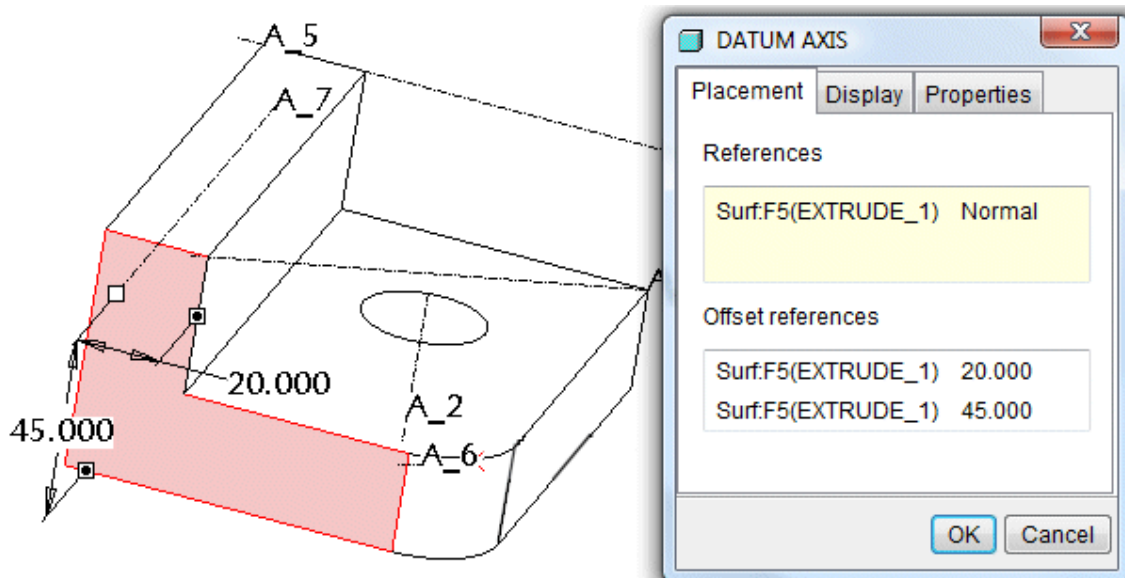 A_5
A_7
20.000
45.000
A_2
A_6
DATUM AXIS
Placement Display Properties
References
Surf:F5(EXTRUDE_1) Normal
Offset references
Surf:F5(EXTRUDE_1) 20.000
Surf:F5(EXTRUDE_1) 45.000
OK Cancel